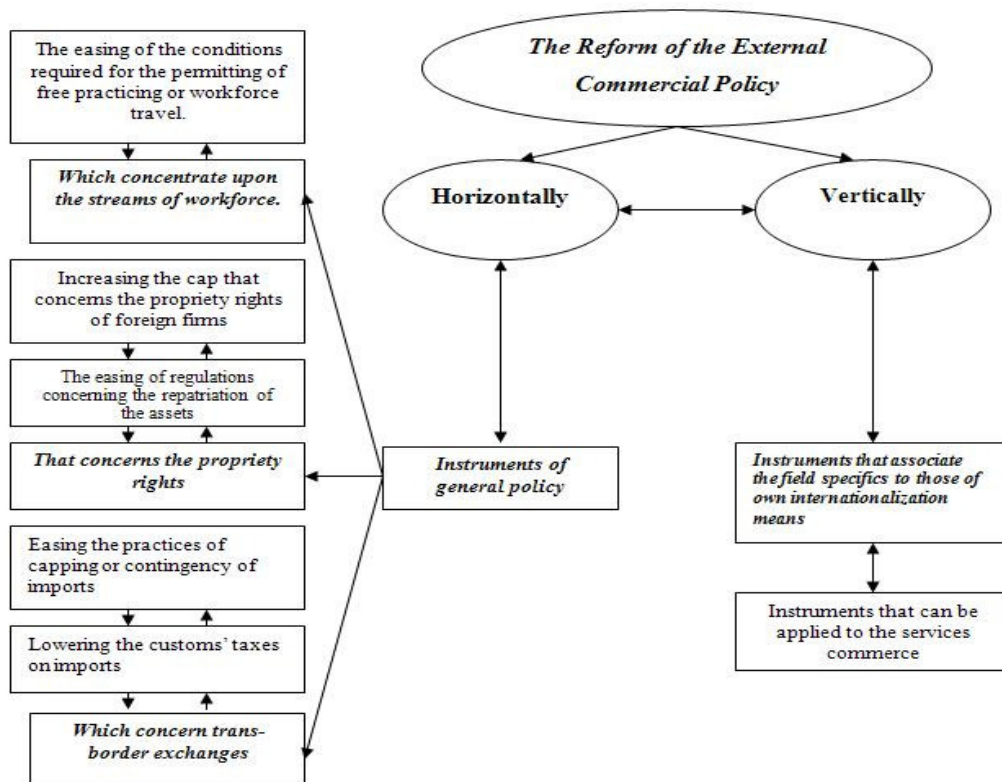 The Reform of the External
Commercial Policy
Horizontally
Vertically
The easing of the conditions
required for the permitting of
free practicing or workforce
travel.
Which concentrate upon
the streams of workforce.
Increasing the cap that
concerns the propriety rights
of foreign firms
The easing of regulations
concerning the repatriation of
the assets
That concerns the propriety
rights
Easing the practices of
capping or contingency of
imports
Lowering the customs' taxes
on imports
Which concern trans-
border exchanges
Instruments of
general policy
Instruments that associate
the field specifics to those of
own internationalization
means
Instruments that can be
applied to the services
commerce